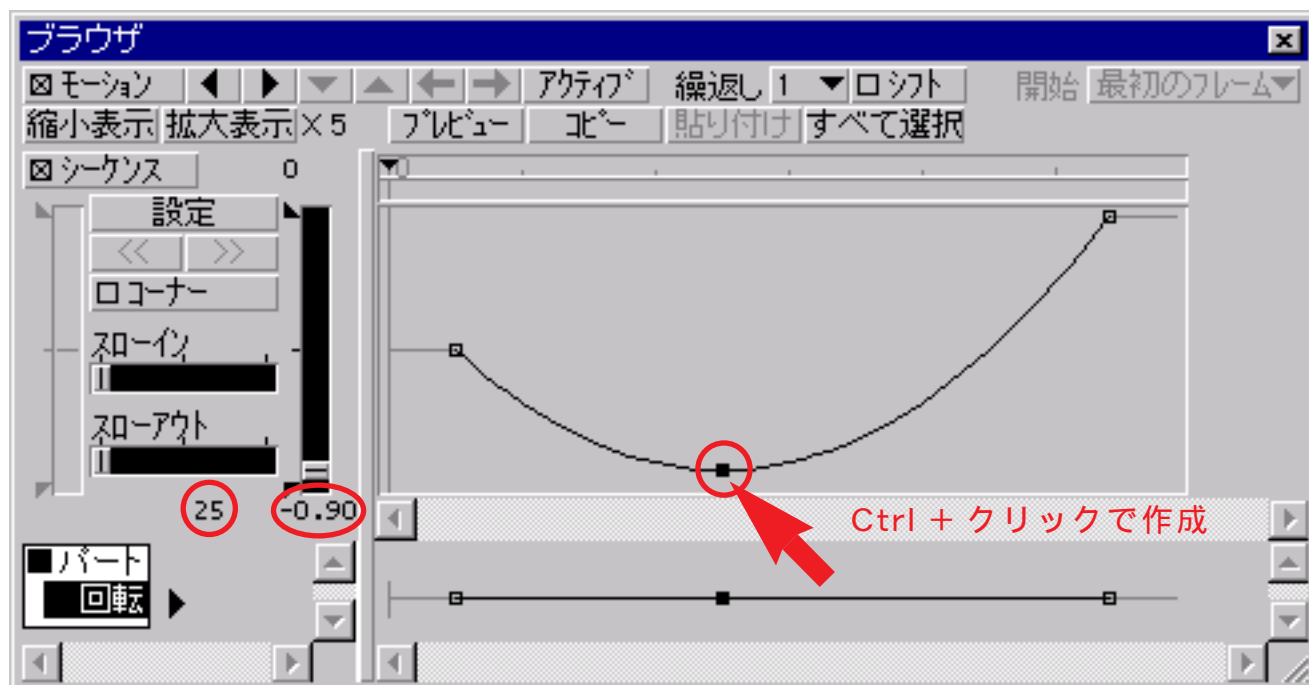 ブラウザ
モーション アクティブ 繰返し 1 シフト 開始 最初のフレーム
縮小表示 拡大表示 ×5 プレビュー コピー 貼り付け すべて選択
シーケンス 0 0
設定
<< >>
コーナー
スローイン
スローアウト
25 -0.90
Ctrl + クリックで作成
パート
回転